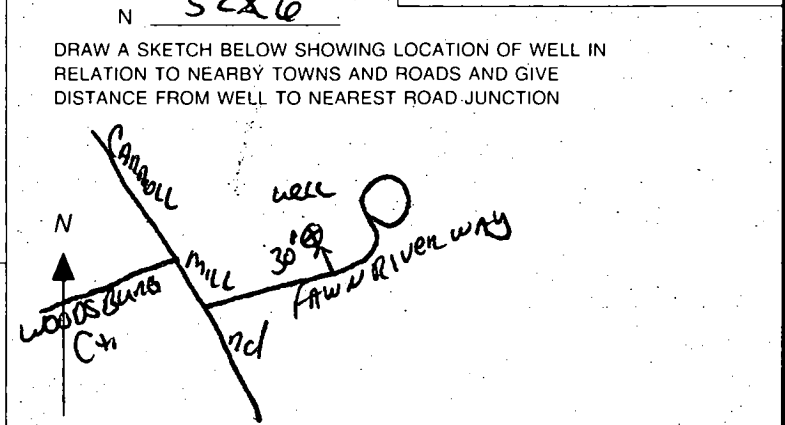 N 5226
DRAW A SKETCH BELOW SHOWING LOCATION OF WELL IN
RELATION TO NEARBY TOWNS AND ROADS AND GIVE
DISTANCE FROM WELL TO NEAREST ROAD JUNCTION
CARROLL
MILL
rd
well
N
30'
FAWN RIVER WAY
WOODSBURG
Ct